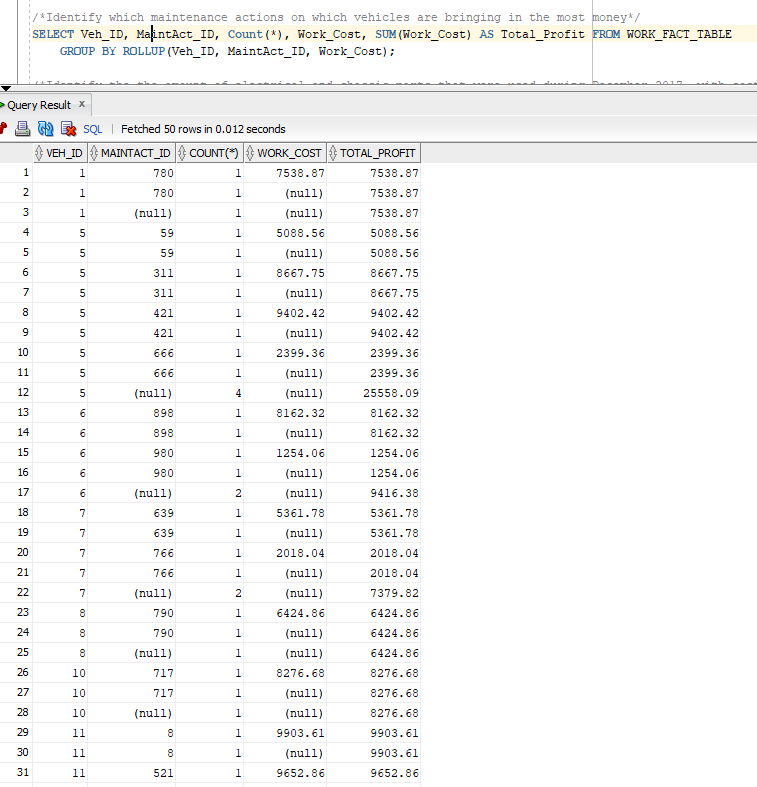 /*Identify which maintenance actions on which vehicles are bringing in the most money*/
SELECT Veh_ID, MaintAct_ID, Count(*), Work_Cost, SUM(Work_Cost) AS Total_Profit FROM WORK_FACT_TABLE
GROUP BY ROLLUP(Veh_ID, MaintAct_ID, Work_Cost);
Query Result x
SQL | Fetched 50 rows in 0.012 seconds
VEH_ID MAINTACT_ID COUNT(*) WORK_COST TOTAL_PROFIT
1 1 780 1 7538.87 7538.87
2 1 780 1 (null) 7538.87
3 1 (null) 1 (null) 7538.87
4 5 59 1 5088.56 5088.56
5 5 59 1 (null) 5088.56
6 5 311 1 8667.75 8667.75
7 5 311 1 (null) 8667.75
8 5 421 1 9402.42 9402.42
9 5 421 1 (null) 9402.42
10 5 666 1 2399.36 2399.36
11 5 666 1 (null) 2399.36
12 5 (null) 4 (null) 25558.09
13 6 898 1 8162.32 8162.32
14 6 898 1 (null) 8162.32
15 6 980 1 1254.06 1254.06
16 6 980 1 (null) 1254.06
17 6 (null) 2 (null) 9416.38
18 7 639 1 5361.78 5361.78
19 7 639 1 (null) 5361.78
20 7 766 1 2018.04 2018.04
21 7 766 1 (null) 2018.04
22 7 (null) 2 (null) 7379.82
23 8 790 1 6424.86 6424.86
24 8 790 1 (null) 6424.86
25 8 (null) 1 (null) 6424.86
26 10 717 1 8276.68 8276.68
27 10 717 1 (null) 8276.68
28 10 (null) 1 (null) 8276.68
29 11 8 1 9903.61 9903.61
30 11 8 1 (null) 9903.61
31 11 521 1 9652.86 9652.86